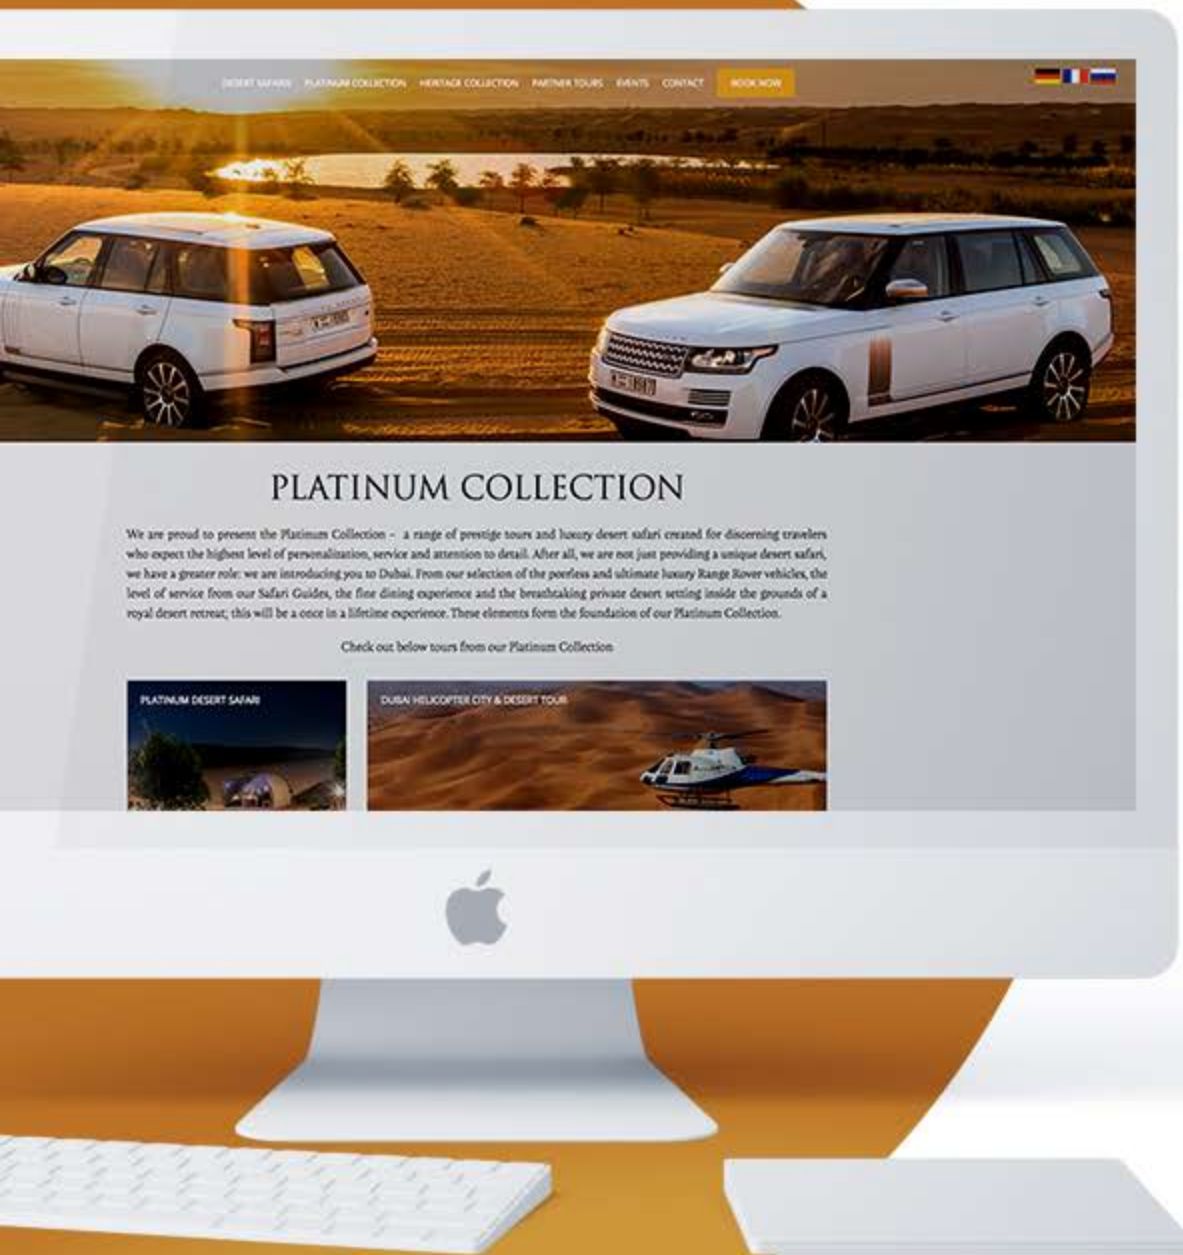 DESERT SAFARIS PLATINUM COLLECTION HERITAGE COLLECTION PARTNER TOURS EVENTS CONTACT BOOK NOW
PLATINUM COLLECTION
We are proud to present the Platinum Collection – a range of prestige tours and luxury desert safari created for discerning travelers
who expect the highest level of personalization, service and attention to detail. After all, we are not just providing a unique desert safari,
we have a greater role: we are introducing you to Dubai. From our selection of the peerless and ultimate luxury Range Rover vehicles, the
level of service from our Safari Guides, the fine dining experience and the breathtaking private desert setting inside the grounds of a
royal desert retreat; this will be a once in a lifetime experience. These elements form the foundation of our Platinum Collection.
Check out below tours from our Platinum Collection
PLATINUM DESERT SAFARI
DUBAI HELICOPTER CITY & DESERT TOUR